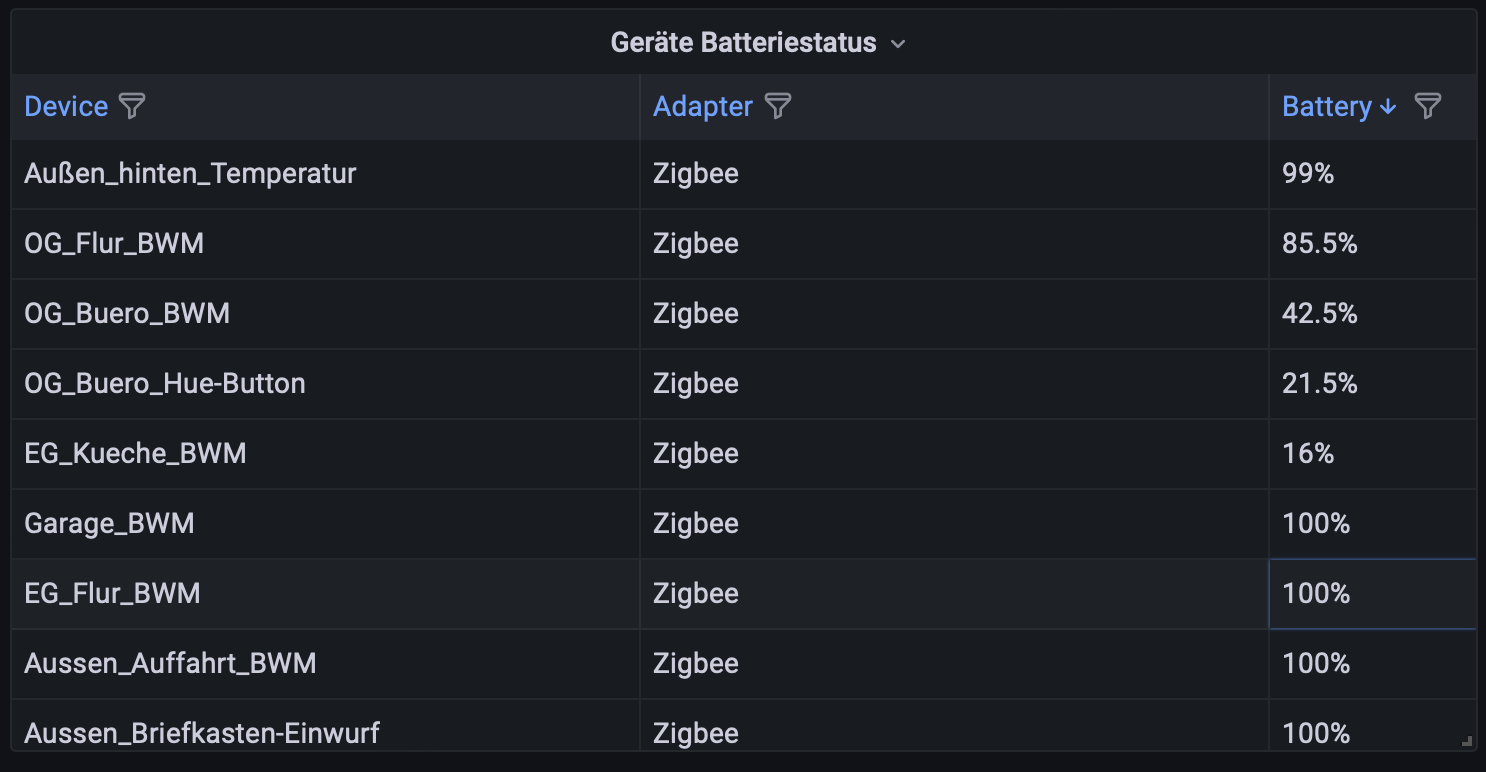 Geräte Batteriestatus
Device Adapter Battery
Außen_hinten_Temperatur Zigbee 99%
OG_Flur_BWM Zigbee 85.5%
OG_Buero_BWM Zigbee 42.5%
OG_Buero_Hue-Button Zigbee 21.5%
EG_Kueche_BWM Zigbee 16%
Garage_BWM Zigbee 100%
EG_Flur_BWM Zigbee 100%
Aussen_Auffahrt_BWM Zigbee 100%
Aussen_Briefkasten-Einwurf Zigbee 100%